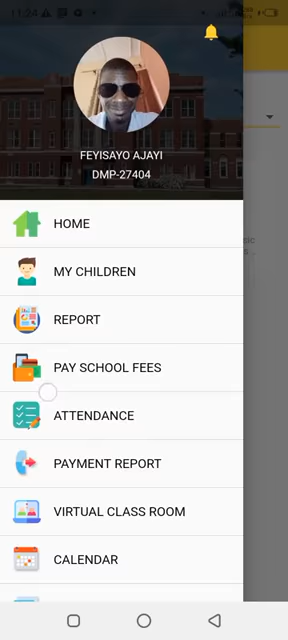 11:24
FEYISAYO AJAYI
DMP-27404
HOME
MY CHILDREN
REPORT
PAY SCHOOL FEES
ATTENDANCE
PAYMENT REPORT
VIRTUAL CLASS ROOM
CALENDAR